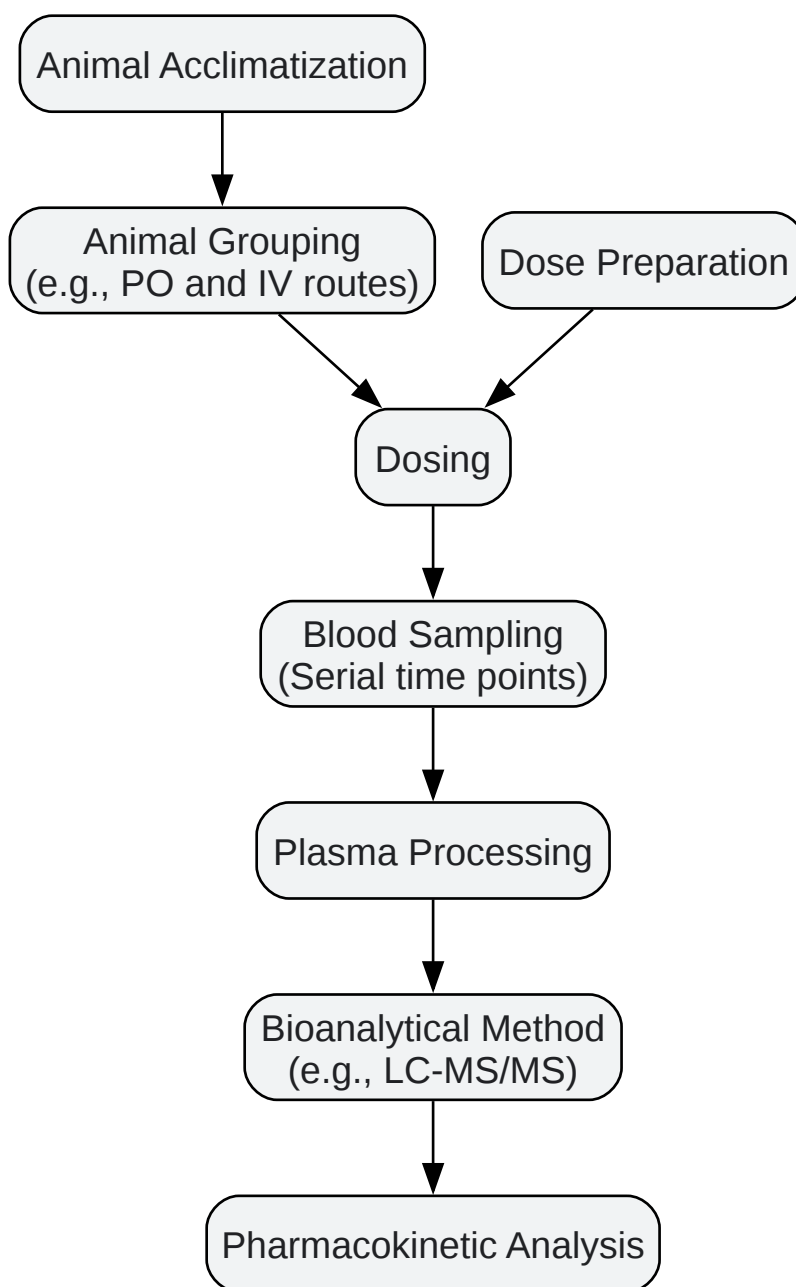 Animal Acclimatization
Animal Grouping
(e.g., PO and IV routes)
Dose Preparation
Dosing
Blood Sampling
(Serial time points)
Plasma Processing
Bioanalytical Method
(e.g., LC-MS/MS)
Pharmacokinetic Analysis